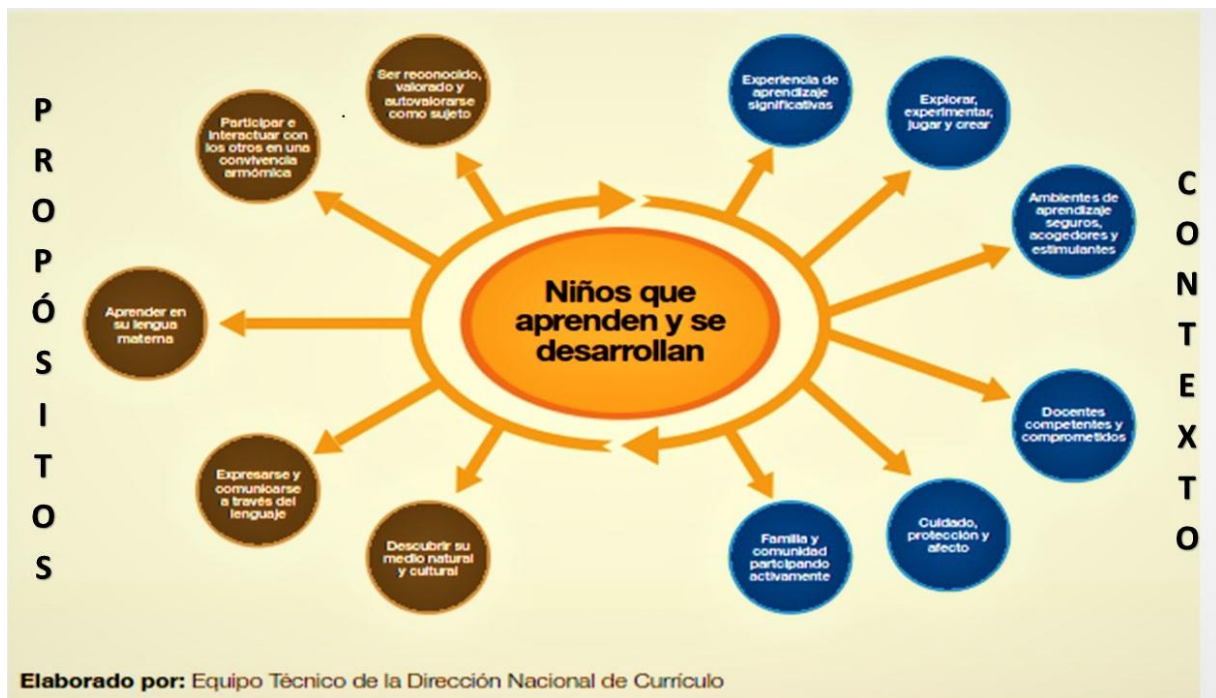 PROPÓSITOS
Ser reconocido,
valorado y
autovalorarse
como sujeto
Participar e
interactuar con
los otros en una
convivencia
armómica
Aprender en
su lengua
materna
Expresarse y
comunicarse
a través del
lenguaje
Descubrir su
medio natural
y cultural
Niños que
aprenden y se
desarrollan
Experiencia de
aprendizaje
significativas
Explorar,
experimentar,
jugar y crear
Ambientes de
aprendizaje
seguros,
acogedores y
estimulantes
Docentes
competentes y
comprometidos
Cuidado,
protección y
afecto
Familia y
comunidad
participando
activamente
CONTEXTO
Elaborado por: Equipo Técnico de la Dirección Nacional de Currículo